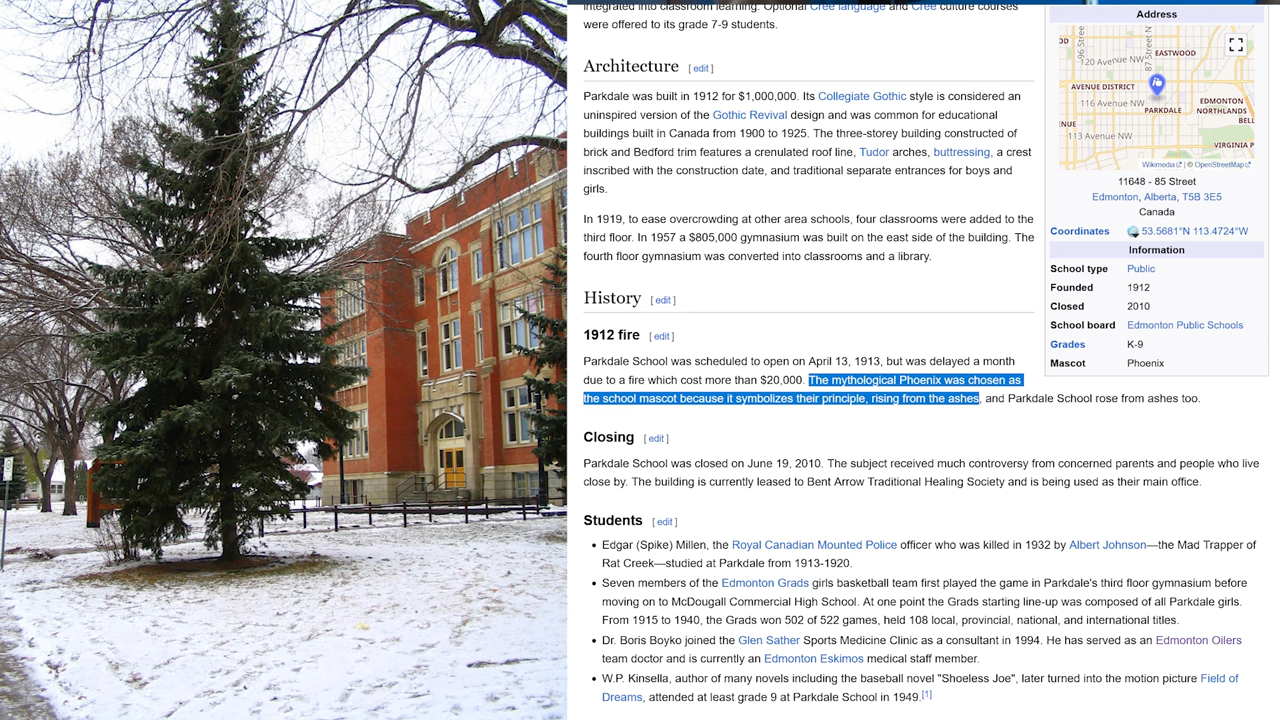 integrated into classroom learning. Optional Cree language and Cree culture courses
were offered to its grade 7-9 students.
Architecture [ edit ]
Parkdale was built in 1912 for $1,000,000. Its Collegiate Gothic style is considered an
uninspired version of the Gothic Revival design and was common for educational
buildings built in Canada from 1900 to 1925. The three-storey building constructed of
brick and Bedford trim features a crenulated roof line, Tudor arches, buttressing, a crest
inscribed with the construction date, and traditional separate entrances for boys and
girls.
In 1919, to ease overcrowding at other area schools, four classrooms were added to the
third floor. In 1957 a $805,000 gymnasium was built on the east side of the building. The
fourth floor gymnasium was converted into classrooms and a library.
History [ edit ]
1912 fire [ edit ]
Parkdale School was scheduled to open on April 13, 1913, but was delayed a month
due to a fire which cost more than $20,000. The mythological Phoenix was chosen as
the school mascot because it symbolizes their principle, rising from the ashes, and Parkdale School rose from ashes too.
Closing [ edit ]
Parkdale School was closed on June 19, 2010. The subject received much controversy from concerned parents and people who live
close by. The building is currently leased to Bent Arrow Traditional Healing Society and is being used as their main office.
Students [ edit ]
• Edgar (Spike) Millen, the Royal Canadian Mounted Police officer who was killed in 1932 by Albert Johnson—the Mad Trapper of
Rat Creek—studied at Parkdale from 1913-1920.
• Seven members of the Edmonton Grads girls basketball team first played the game in Parkdale's third floor gymnasium before
moving on to McDougall Commercial High School. At one point the Grads starting line-up was composed of all Parkdale girls.
From 1915 to 1940, the Grads won 502 of 522 games, held 108 local, provincial, national, and international titles.
• Dr. Boris Boyko joined the Glen Sather Sports Medicine Clinic as a consultant in 1994. He has served as an Edmonton Oilers
team doctor and is currently an Edmonton Eskimos medical staff member.
• W.P. Kinsella, author of many novels including the baseball novel "Shoeless Joe", later turned into the motion picture Field of
Dreams, attended at least grade 9 at Parkdale School in 1949.[1]
Address
OD
96 Stree
87 Street N
120 Avenue NW
EASTWOOD
AVENUE DISTRICT
116 Avenue NW
PARKDALE
EDMONTON
NORTHLANDS
BELL
ENUE
113 Avenue NW
VIRGINIA P
Wikimedia | © OpenStreetMap
11648 - 85 Street
Edmonton, Alberta, T5B 3E5
Canada
Coordinates 53.5681°N 113.4724°W
Information
School type Public
Founded 1912
Closed 2010
School board Edmonton Public Schools
Grades K-9
Mascot Phoenix